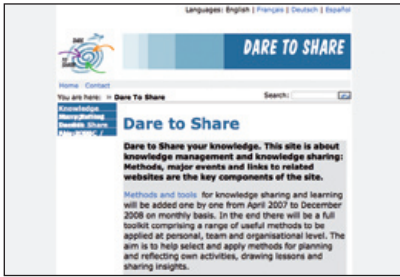 Languages: English | Français | Deutsch | Español
DARE TO SHARE
DARE
TO
SHARE
Home Contact
You are here: » Dare To Share
Search:
Knowledge
Share
Dare to Share
Dare to Share your knowledge. This site is about
knowledge management and knowledge sharing:
Methods, major events and links to related
websites are the key components of the site.
Methods and tools for knowledge sharing and learning
will be added one by one from April 2007 to December
2008 on monthly basis. In the end there will be a full
toolkit comprising a range of useful methods to be
applied at personal, team and organisational level. The
aim is to help select and apply methods for planning
and reflecting own activities, drawing lessons and
sharing insights.